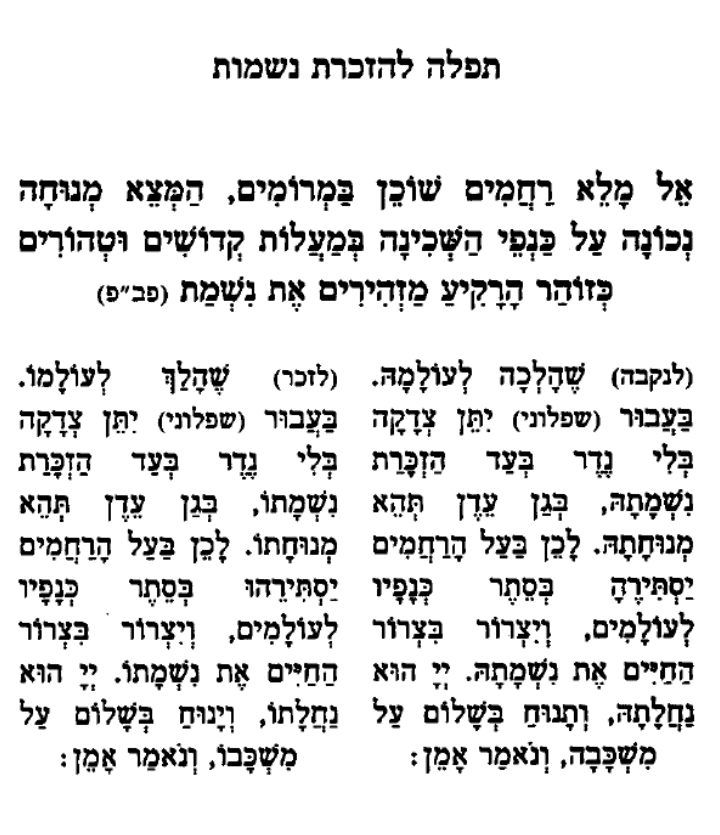 תפלה להזכרת נשמות
אֵל מָלֵא רַחֲמִים שׁוֹכֵן בַּמְּרוֹמִים, הַמְצֵא מְנוּחָה
נְכוֹנָה עַל כַּנְפֵי הַשְּׁכִינָה בְּמַעֲלוֹת קְדוֹשִׁים וּטְהוֹרִים
כְּזוֹהַר הָרָקִיעַ מַזְהִירִים אֶת נִשְׁמַת (פב״פ)
(לנקבה) שֶׁהָלְכָה לְעוֹלָמָהּ.
בַּעֲבוּר (שפלוני) יִתֵּן צְדָקָה
בְּלִי נֶדֶר בְּעַד הַזְכָּרַת
נִשְׁמָתָהּ, בְּגַן עֵדֶן תְּהֵא
מְנוּחָתָהּ. לָכֵן בַּעַל הָרַחֲמִים
יַסְתִּירֶהָ בְּסֵתֶר כְּנָפָיו
לְעוֹלָמִים, וְיִצְרוֹר בִּצְרוֹר
הַחַיִּים אֶת נִשְׁמָתָהּ. יְיָ הוּא
נַחֲלָתָהּ, וְתָנוּחַ בְּשָׁלוֹם עַל
מִשְׁכָּבָהּ, וְנֹאמַר אָמֵן:
(לזכר) שֶׁהָלַךְ לְעוֹלָמוֹ.
בַּעֲבוּר (שפלוני) יִתֵּן צְדָקָה
בְּלִי נֶדֶר בְּעַד הַזְכָּרַת
נִשְׁמָתוֹ, בְּגַן עֵדֶן תְּהֵא
מְנוּחָתוֹ. לָכֵן בַּעַל הָרַחֲמִים
יַסְתִּירֵהוּ בְּסֵתֶר כְּנָפָיו
לְעוֹלָמִים, וְיִצְרוֹר בִּצְרוֹר
הַחַיִּים אֶת נִשְׁמָתוֹ. יְיָ הוּא
נַחֲלָתוֹ, וְיָנוּחַ בְּשָׁלוֹם עַל
מִשְׁכָּבוֹ, וְנֹאמַר אָמֵן: